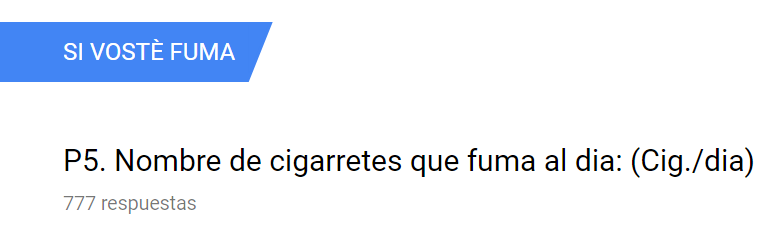 SI VOSTÈ FUMA
P5. Nombre de cigarretes que fuma al dia: (Cig./dia)
777 respuestas